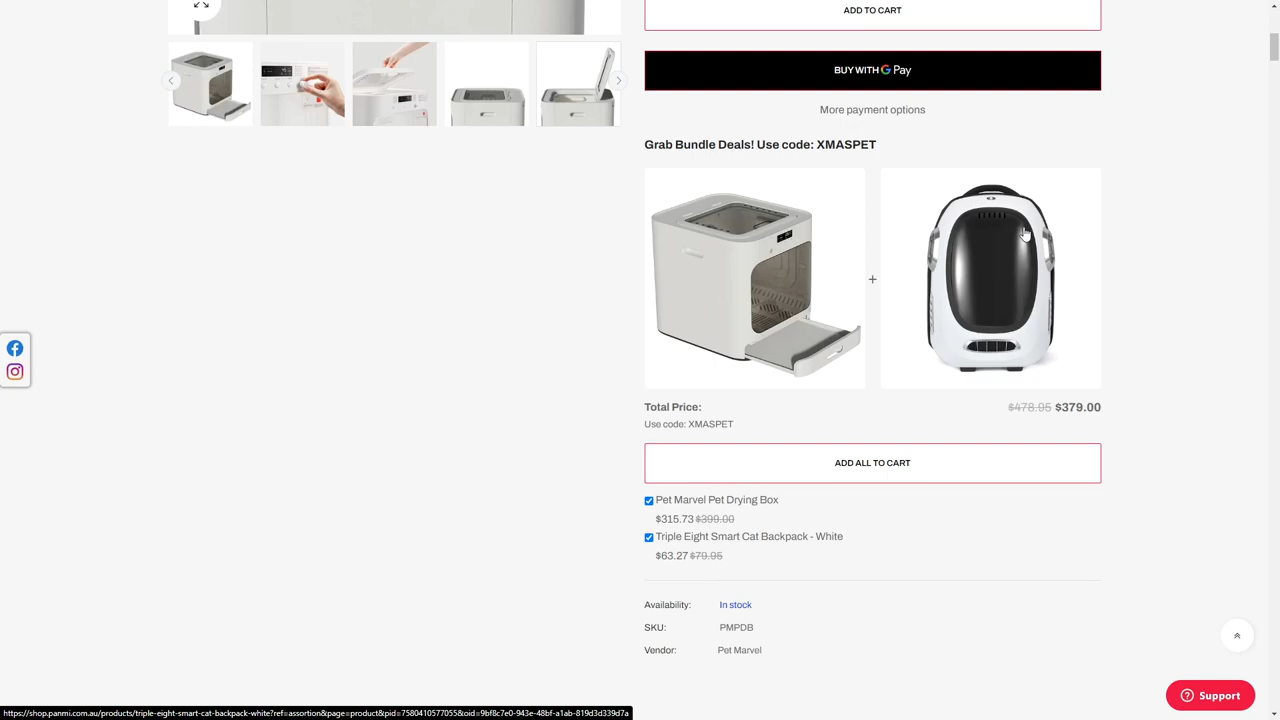 ADD TO CART
BUY WITH G Pay
More payment options
Grab Bundle Deals! Use code: XMASPET
+
Total Price: $478.95 $379.00
Use code: XMASPET
ADD ALL TO CART
Pet Marvel Pet Drying Box
$315.73 $399.00
Triple Eight Smart Cat Backpack - White
$63.27 $79.95
Availability: In stock
SKU: PMPDB
Vendor: Pet Marvel
Support
https://shop.panmi.com.au/products/triple-eight-smart-cat-backpack-white?ref=assortion&page=product&pid=7580410577055&oid=9bf8c7e0-943e-48bf-a1ab-819d3d339d7a